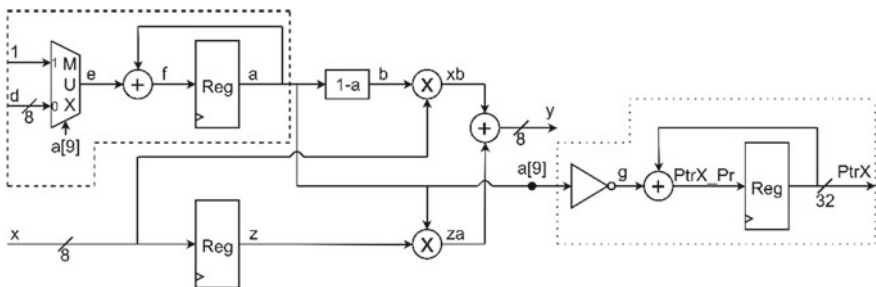 1
1
M
U
X
e
+
f
Reg
a
1-a
b
X
xb
d
8
0
a[9]
+
y
8
a[9]
g
+
PtrX_Pr
Reg
PtrX
32
x
8
Reg
z
X
za